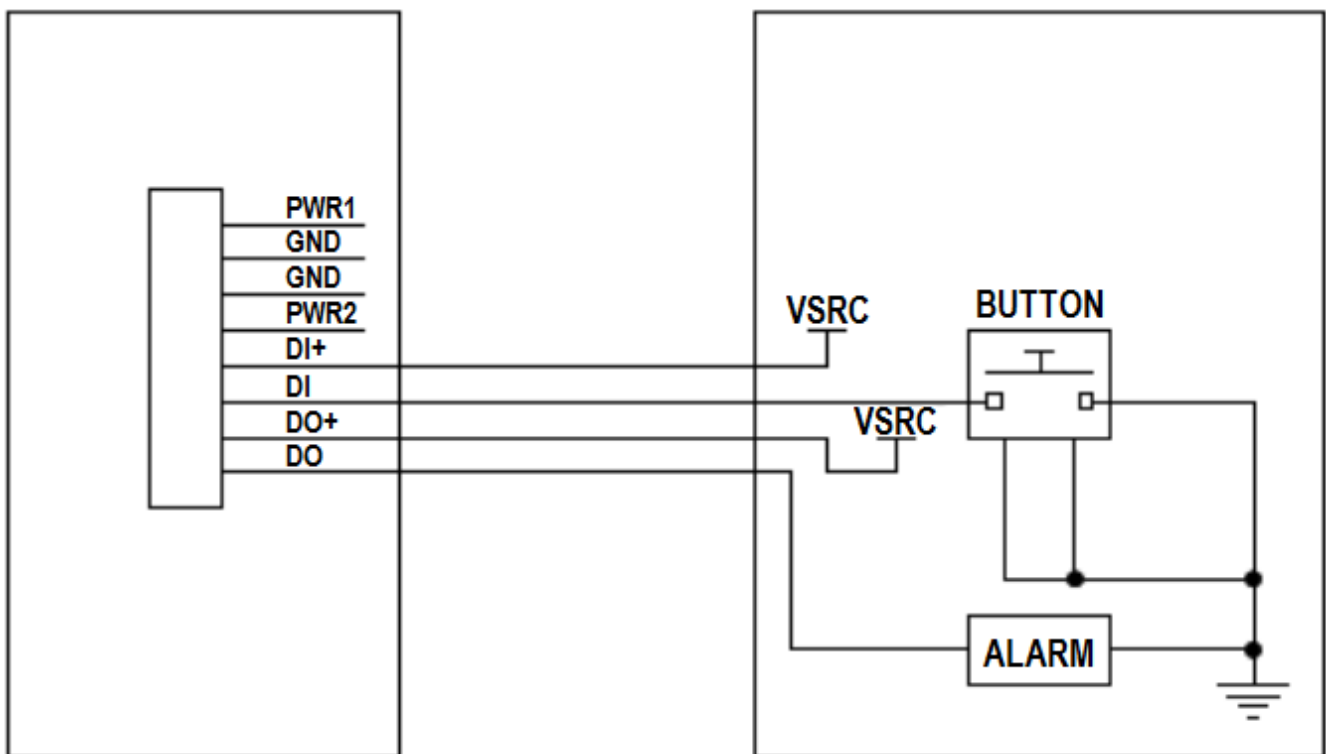 PWR1
GND
GND
PWR2
DI+
DI
DO+
DO
VSRC
BUTTON
VSRC
ALARM